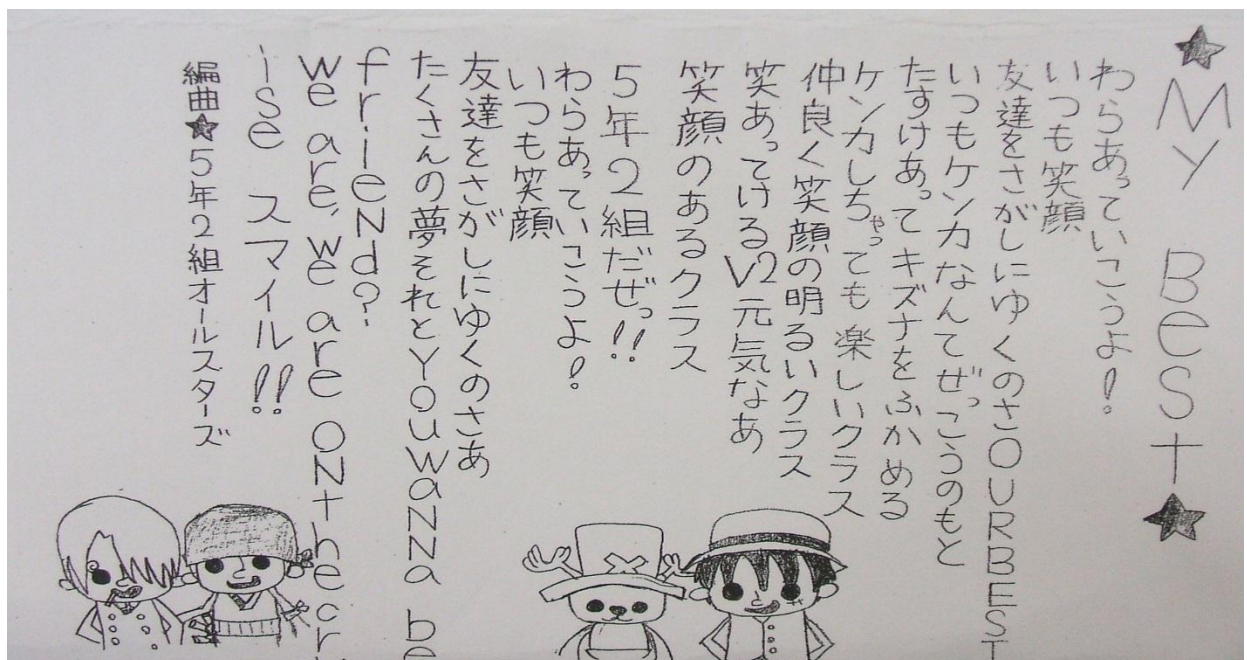 ★My Best★
わらあっていこうよ!
いつも笑顔
友達をさがしにゆくのさOURBEST
いつもケンカなんてぜっこうのもと
たすけあってキズナをふかめる
ケンカしちゃっても楽しいクラス
仲良く笑顔の明るいクラス
笑あってけるV2元気なあ
笑顔のあるクラス
5年2組だぜっ!!
わらあっていこうよ!
いつも笑顔
友達をさがしにゆくのさあ
たくさんの夢それとYouWaNNa be
friend?
We are, we are ONthecr
ise スマイル!!
編曲★5年2組オールスターズ